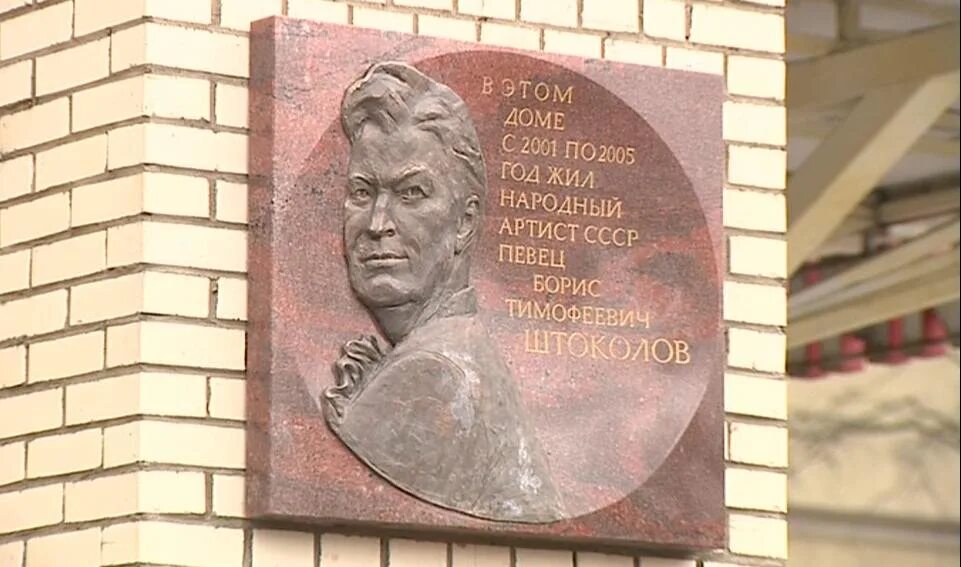 В ЭТОМ
ДОМЕ
С 2001 ПО 2005
ГОД ЖИЛ
НАРОДНЫЙ
АРТИСТ СССР
ПЕВЕЦ
БОРИС
ТИМОФЕЕВИЧ
ШТОКОЛОВ